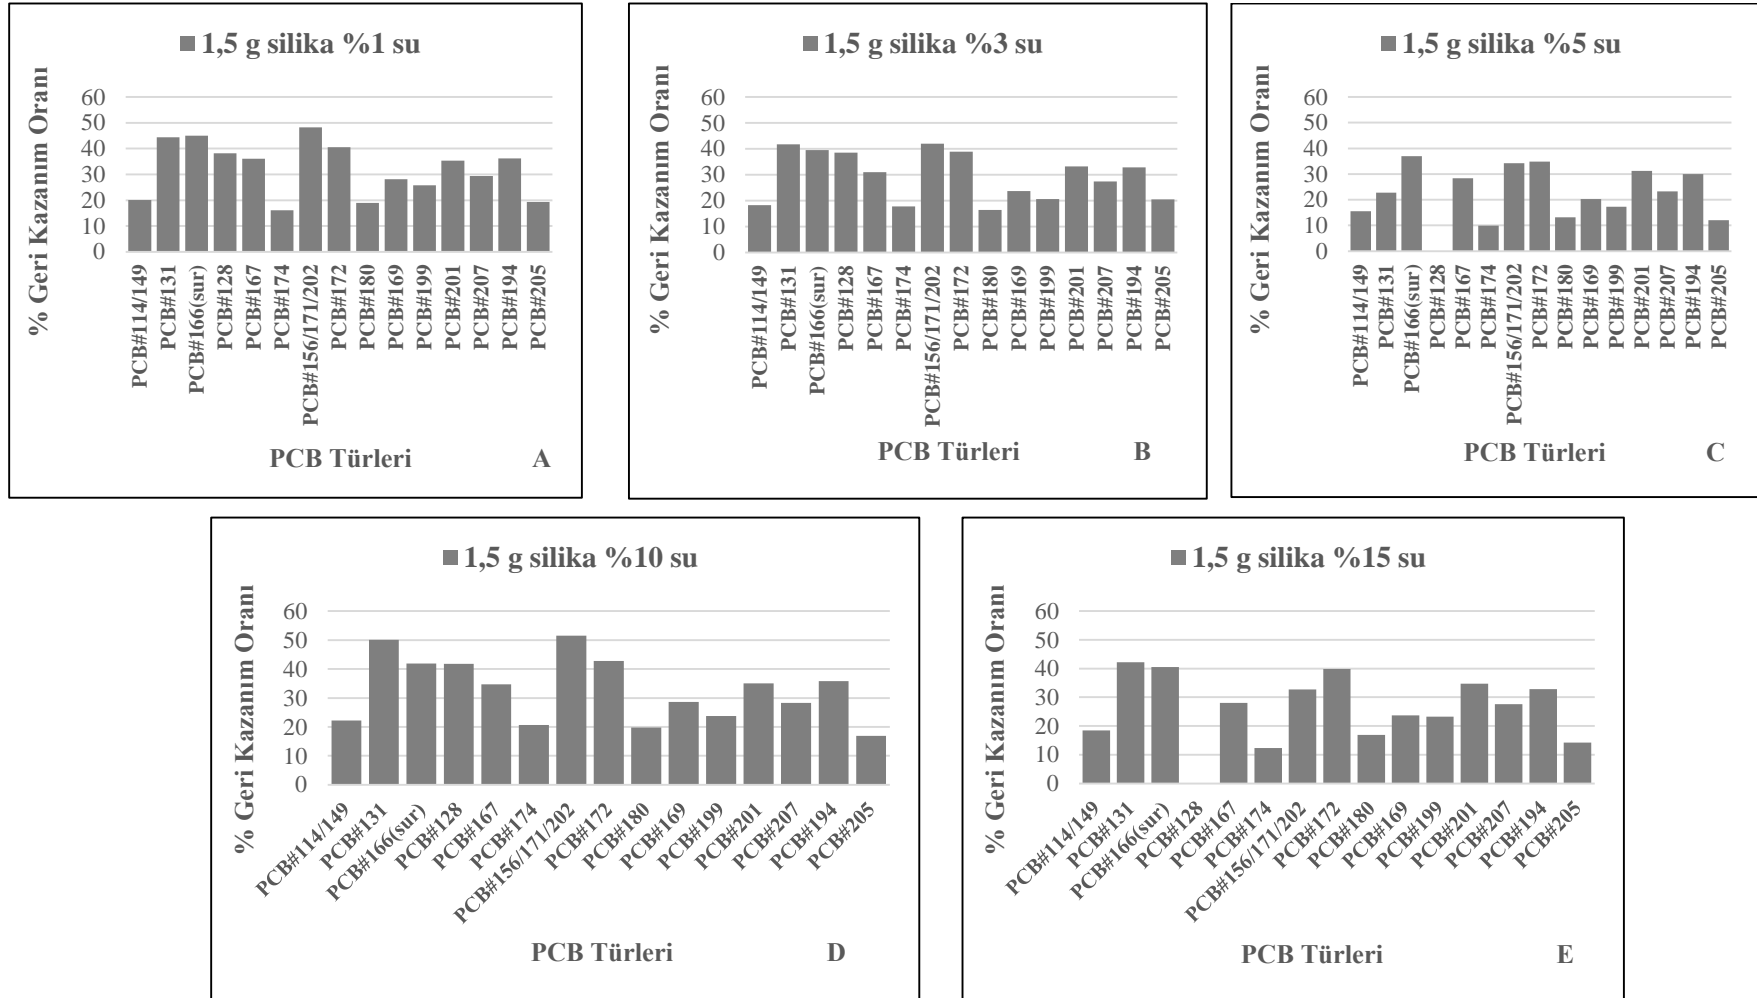 1,5 g silika %1 su
% Geri Kazanım Oranı
60
50
40
30
20
10
0
PCB#114/149
PCB#131
PCB#166(sur)
PCB#128
PCB#167
PCB#174
PCB#156/171/202
PCB#172
PCB#180
PCB#169
PCB#199
PCB#201
PCB#207
PCB#194
PCB#205
PCB Türleri
A
1,5 g silika %3 su
% Geri Kazanım Oranı
60
50
40
30
20
10
0
PCB#114/149
PCB#131
PCB#166(sur)
PCB#128
PCB#167
PCB#174
PCB#156/171/202
PCB#172
PCB#180
PCB#169
PCB#199
PCB#201
PCB#207
PCB#194
PCB#205
PCB Türleri
B
1,5 g silika %5 su
% Geri Kazanım Oranı
60
50
40
30
20
10
0
PCB#114/149
PCB#131
PCB#166(sur)
PCB#128
PCB#167
PCB#174
PCB#156/171/202
PCB#172
PCB#180
PCB#169
PCB#199
PCB#201
PCB#207
PCB#194
PCB#205
PCB Türleri
C
1,5 g silika %10 su
% Geri Kazanım Oranı
60
50
40
30
20
10
0
PCB#114/149
PCB#131
PCB#166(sur)
PCB#128
PCB#167
PCB#174
PCB#156/171/202
PCB#172
PCB#180
PCB#169
PCB#199
PCB#201
PCB#207
PCB#194
PCB#205
PCB Türleri
D
1,5 g silika %15 su
% Geri Kazanım Oranı
60
50
40
30
20
10
0
PCB#114/149
PCB#131
PCB#166(sur)
PCB#128
PCB#167
PCB#174
PCB#156/171/202
PCB#172
PCB#180
PCB#169
PCB#199
PCB#201
PCB#207
PCB#194
PCB#205
PCB Türleri
E